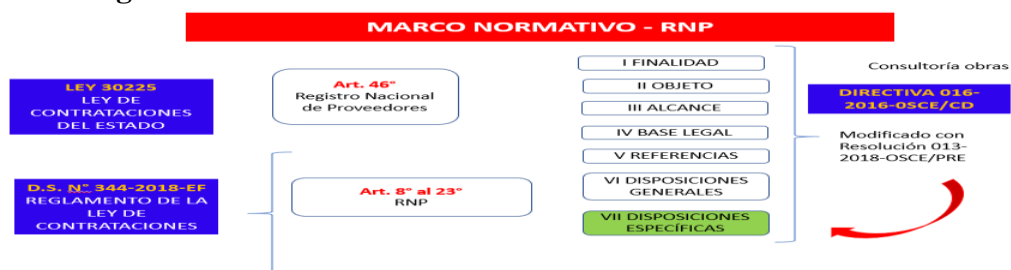 MARCO NORMATIVO - RNP
LEY 30225
LEY DE
CONTRATACIONES
DEL ESTADO
Art. 46°
Registro Nacional
de Proveedores
D.S. N° 344-2018-EF
REGLAMENTO DE LA
LEY DE
CONTRATACIONES
Art. 8° al 23°
RNP
I FINALIDAD
II OBJETO
III ALCANCE
IV BASE LEGAL
V REFERENCIAS
VI DISPOSICIONES
GENERALES
VII DISPOSICIONES
ESPECÍFICAS
Consultoría obras
DIRECTIVA 016-
2016-0SCE/CD
Modificado con
Resolución 013-
2018-OSCE/PRE